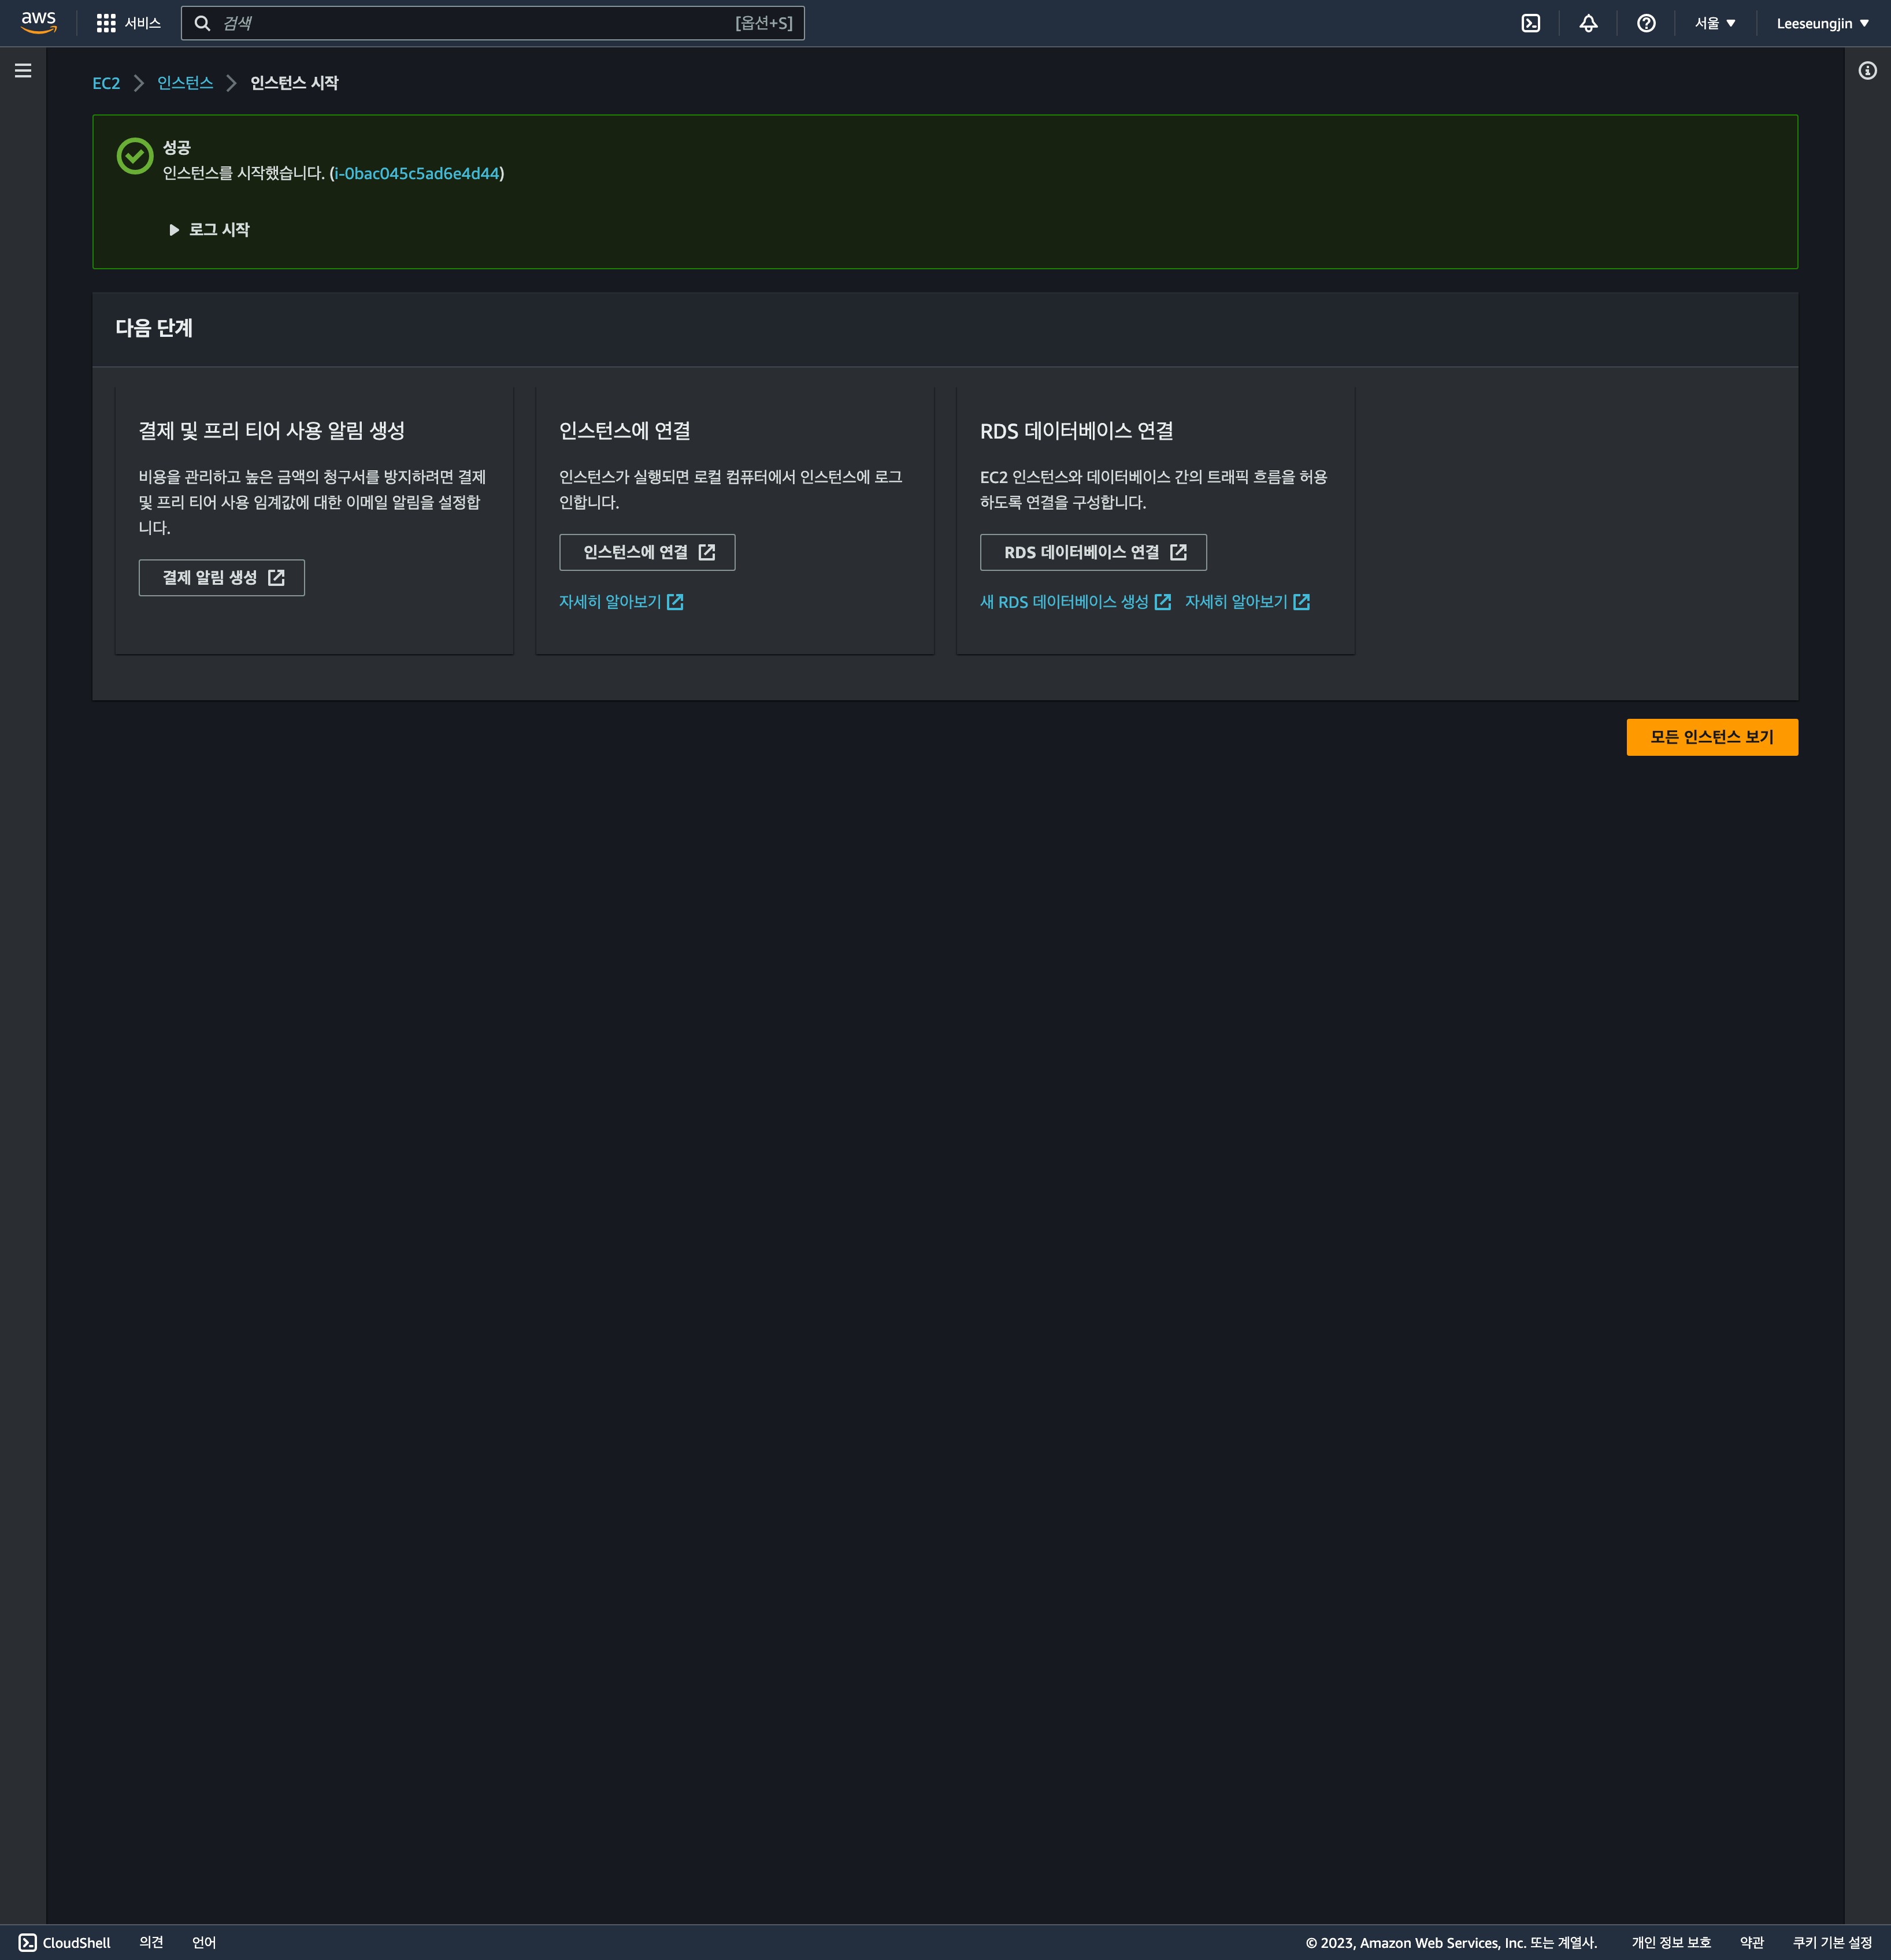 aws
서비스
검색
[옵션+S]
서울
Leeseungjin
EC2
인스턴스
인스턴스 시작
성공
인스턴스를 시작했습니다. (i-0bac045c5ad6e4d44)
로그 시작
다음 단계
결제 및 프리 티어 사용 알림 생성
비용을 관리하고 높은 금액의 청구서를 방지하려면 결제
및 프리 티어 사용 임계값에 대한 이메일 알림을 설정합
니다.
결제 알림 생성
인스턴스에 연결
인스턴스가 실행되면 로컬 컴퓨터에서 인스턴스에 로그
인합니다.
인스턴스에 연결
자세히 알아보기
RDS 데이터베이스 연결
EC2 인스턴스와 데이터베이스 간의 트래픽 흐름을 허용
하도록 연결을 구성합니다.
RDS 데이터베이스 연결
새 RDS 데이터베이스 생성
자세히 알아보기
모든 인스턴스 보기
CloudShell
의견
언어
© 2023, Amazon Web Services, Inc. 또는 계열사.
개인 정보 보호
약관
쿠키 기본 설정